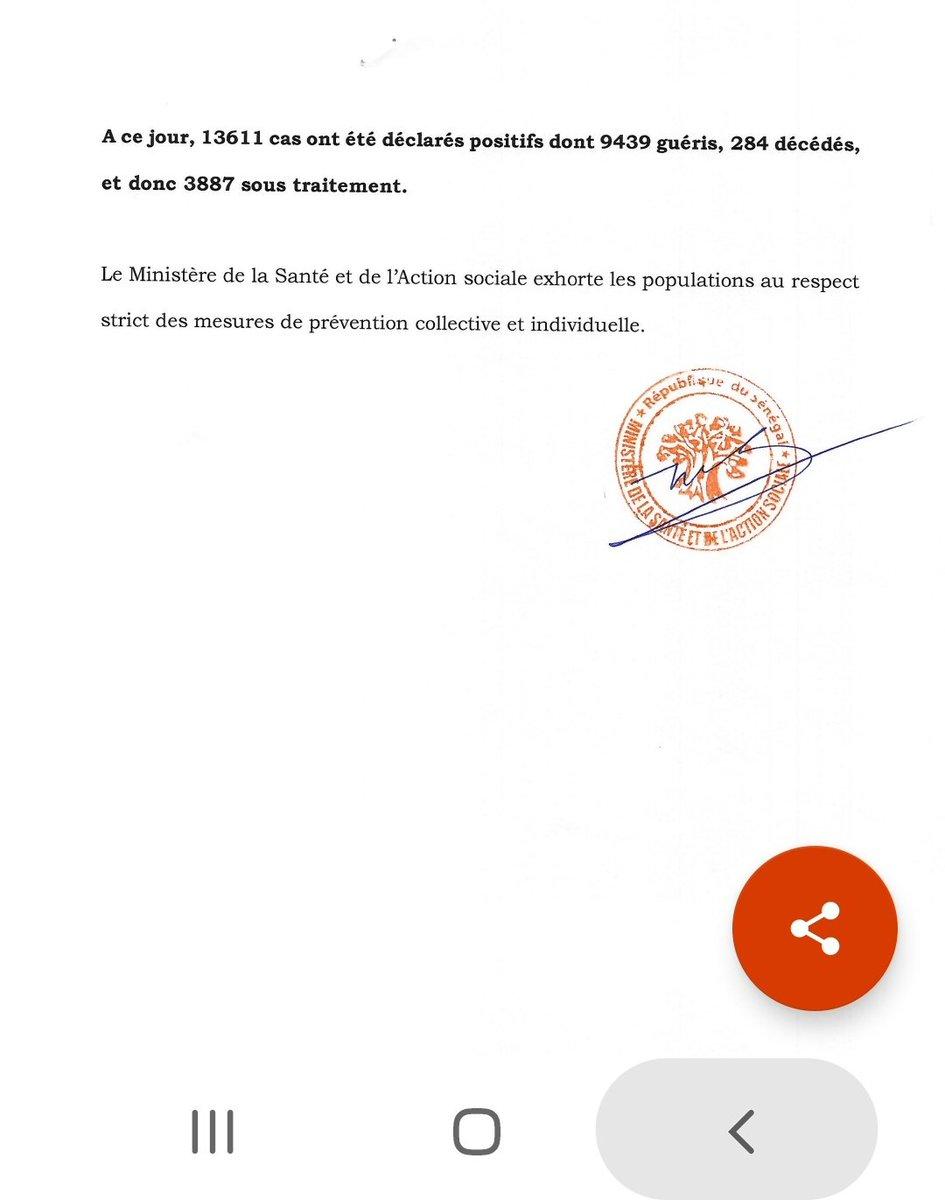 A ce jour, 13611 cas ont été déclarés positifs dont 9439 guéris, 284 décédés,
et donc 3887 sous traitement.
Le Ministère de la Santé et de l'Action sociale exhorte les populations au respect
strict des mesures de prévention collective et individuelle.
★ République du Sénégal ★
MINISTÈRE DE LA SANTÉ ET DE L'ACTION SOCIALE